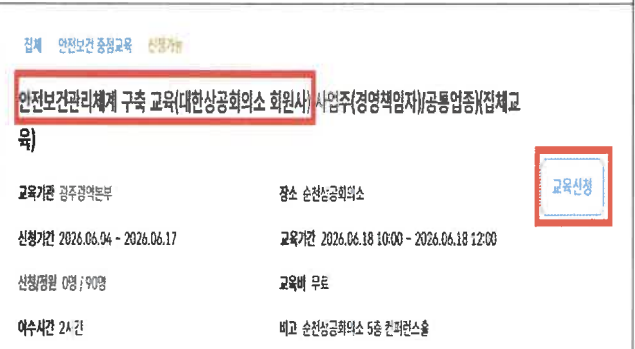 집체 안전보건 중점교육 신청가능
안전보건관리체계 구축 교육(대한상공회의소 회원사) 사업주(경영책임자)/공통업종)(집체교
육)
교육신청
교육기관 광주광역본부
장소 순천상공회의소
신청기간 2026.06.04 - 2026.06.17
교육기간 2026.06.18 10:00 - 2026.06.18 12:00
신청/정원 0명 / 90명
교육비 무료
이수시간 2시간
비고 순천상공회의소 5층 컨퍼런스홀